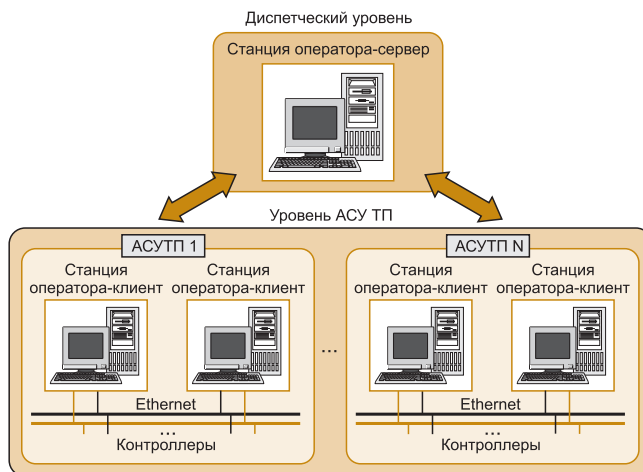 Диспетческий уровень
Станция оператора-сервер
Уровень АСУ ТП
АСУТП 1
АСУТП N
Станция
оператора-клиент
Станция
оператора-клиент
...
Станция
оператора-клиент
Станция
оператора-клиент
Ethernet
...
Контроллеры
Ethernet
...
Контроллеры